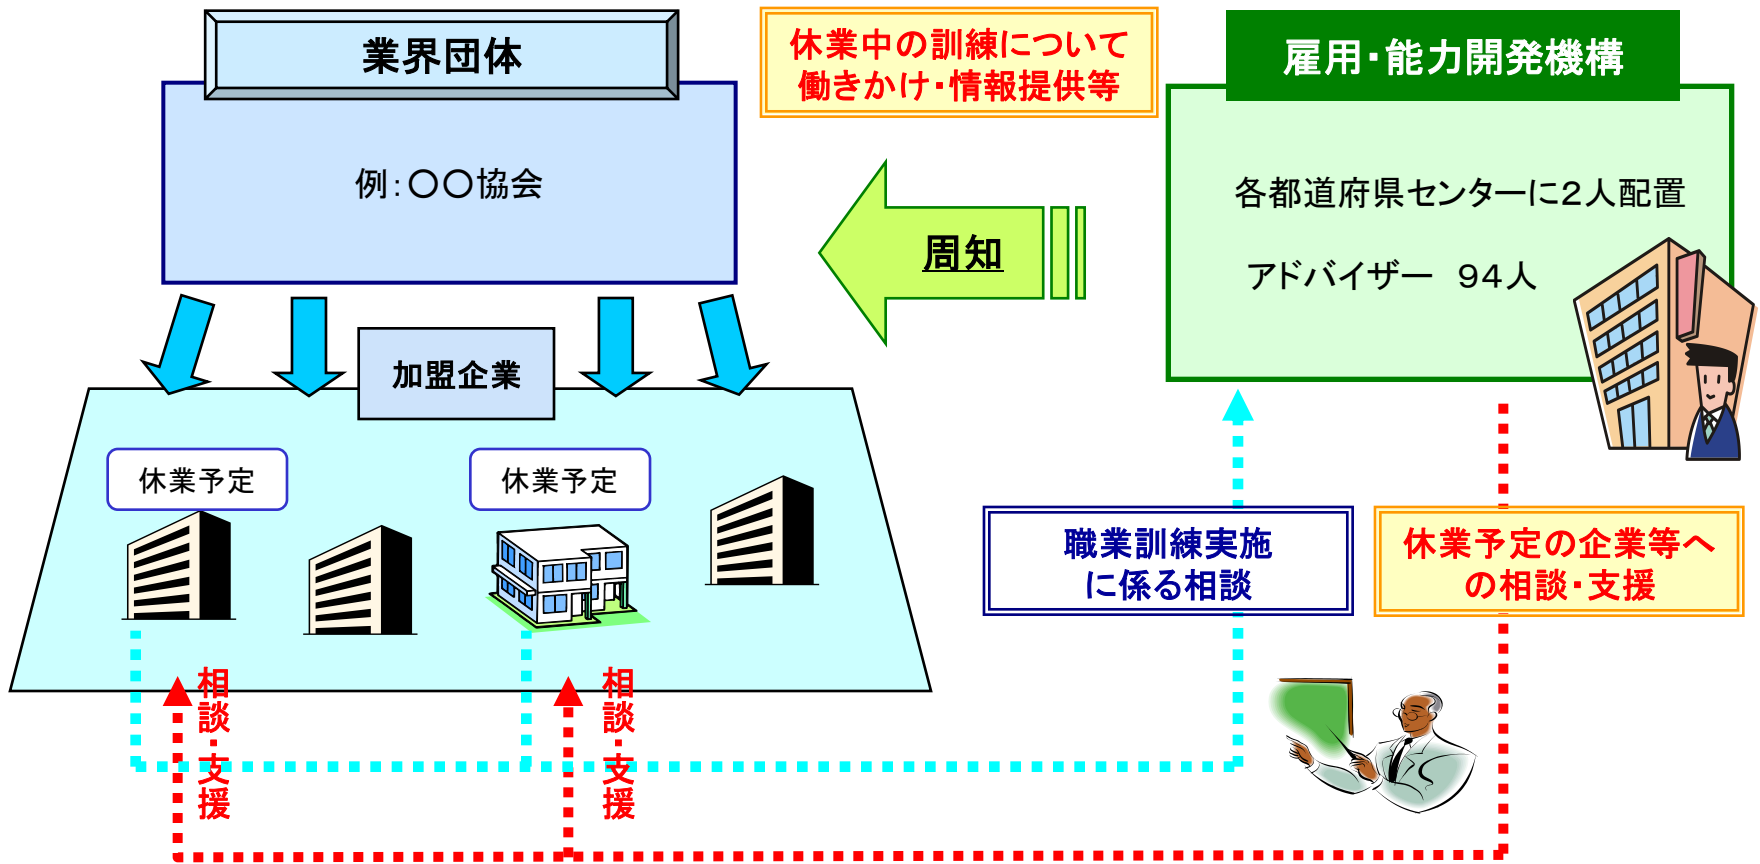 業界団体
例：〇〇協会
休業中の訓練について
働きかけ・情報提供等
雇用・能力開発機構
各都道府県センターに２人配置
アドバイザー　９４人
周知
加盟企業
休業予定
休業予定
職業訓練実施
に係る相談
休業予定の企業等へ
の相談・支援
相談・支援
相談・支援